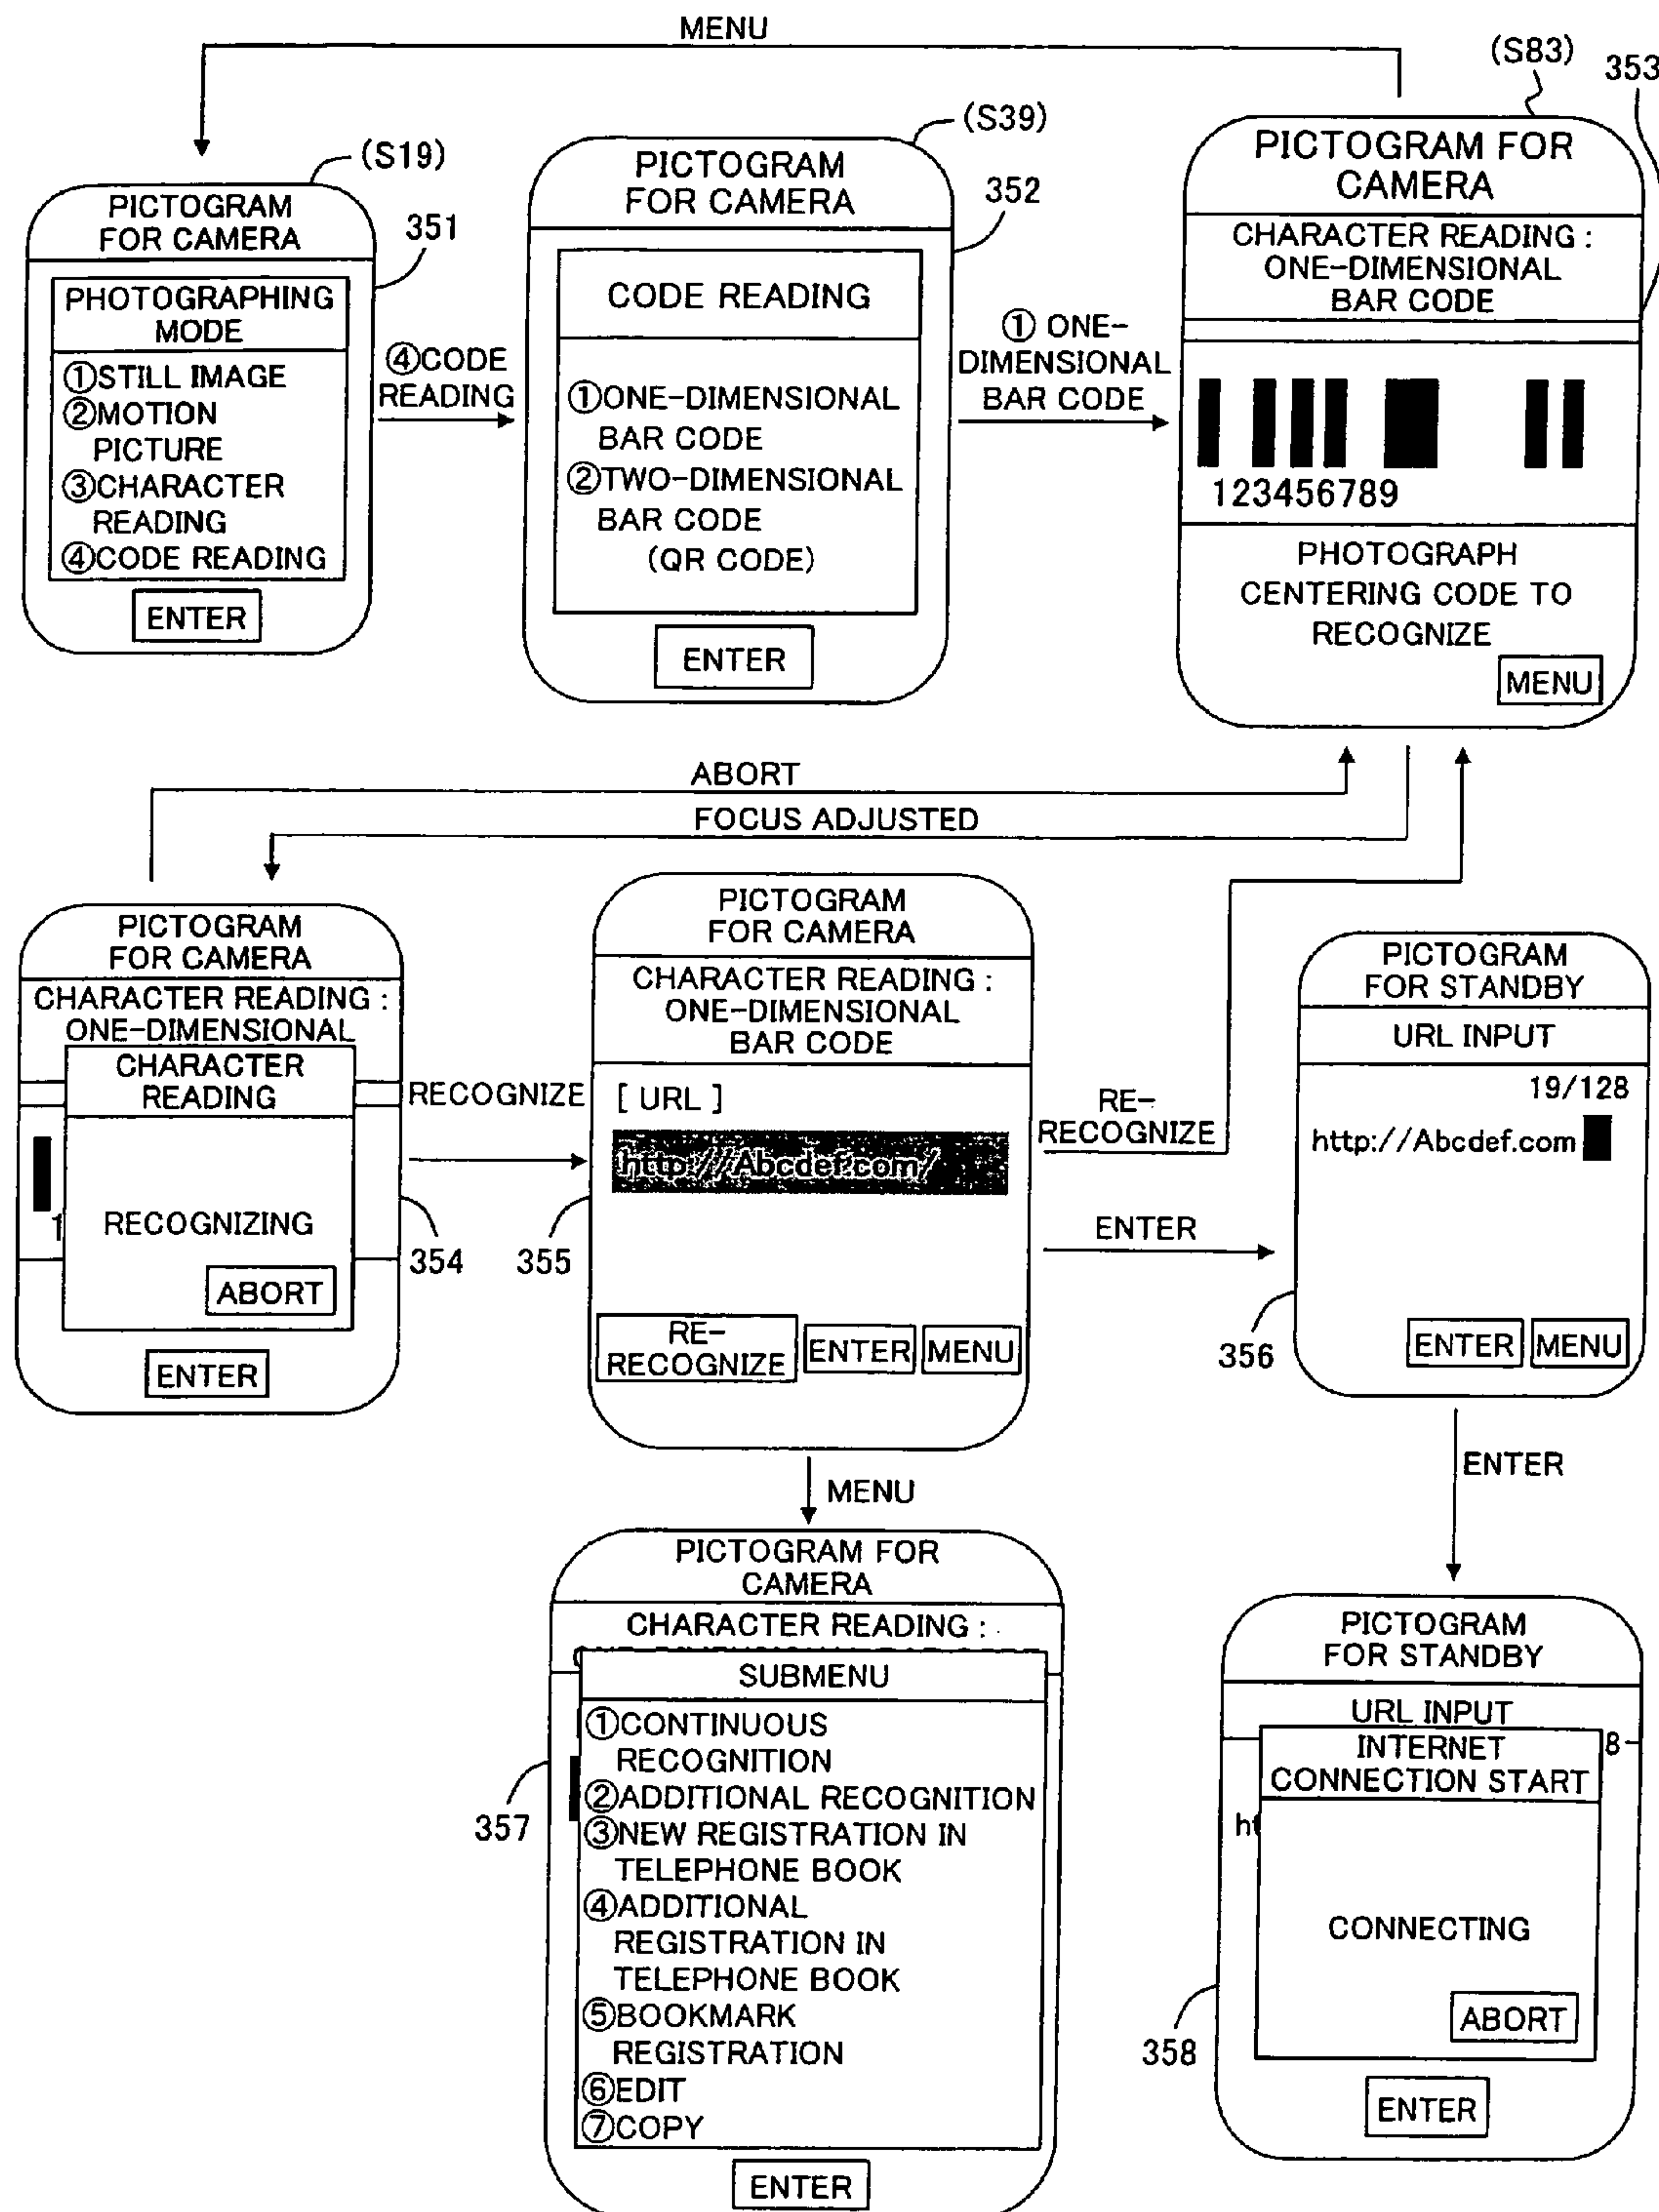 MENU
(S19)
PICTOGRAM
FOR CAMERA
351
PHOTOGRAPHING
MODE
①STILL IMAGE
②MOTION
PICTURE
③CHARACTER
READING
④CODE READING
ENTER
④CODE
READING
(S39)
PICTOGRAM
FOR CAMERA
352
CODE READING
①ONE-DIMENSIONAL
BAR CODE
②TWO-DIMENSIONAL
BAR CODE
(QR CODE)
ENTER
① ONE-
DIMENSIONAL
BAR CODE
(S83)
353
PICTOGRAM FOR
CAMERA
CHARACTER READING :
ONE-DIMENSIONAL
BAR CODE
123456789
PHOTOGRAPH
CENTERING CODE TO
RECOGNIZE
MENU
ABORT
FOCUS ADJUSTED
PICTOGRAM
FOR CAMERA
CHARACTER READING :
ONE-DIMENSIONAL
CHARACTER
READING
1
RECOGNIZING
ABORT
ENTER
354
RECOGNIZE
PICTOGRAM
FOR CAMERA
CHARACTER READING :
ONE-DIMENSIONAL
BAR CODE
[ URL ]
http://Abcdef.com/
355
RE-
RECOGNIZE
ENTER
MENU
RE-
RECOGNIZE
ENTER
PICTOGRAM
FOR STANDBY
URL INPUT
19/128
http://Abcdef.com
356
ENTER
MENU
MENU
ENTER
PICTOGRAM FOR
CAMERA
CHARACTER READING :
SUBMENU
①CONTINUOUS
RECOGNITION
②ADDITIONAL RECOGNITION
③NEW REGISTRATION IN
TELEPHONE BOOK
④ADDITIONAL
REGISTRATION IN
TELEPHONE BOOK
⑤BOOKMARK
REGISTRATION
⑥EDIT
⑦COPY
ENTER
357
PICTOGRAM
FOR STANDBY
URL INPUT
8
INTERNET
CONNECTION START
ht
CONNECTING
ABORT
358
ENTER